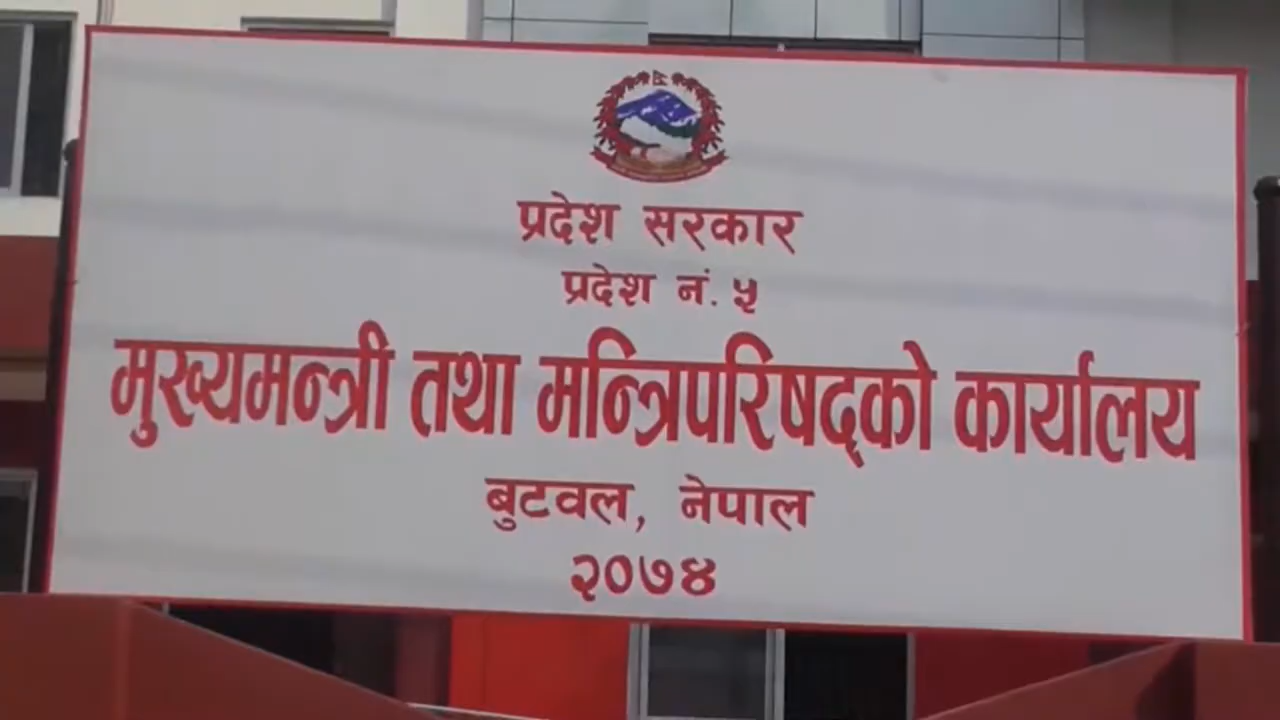 प्रदेश सरकार
प्रदेश नं. ५
मुख्यमन्त्री तथा मन्त्रिपरिषद्को कार्यालय
बुटवल, नेपाल
२०७४